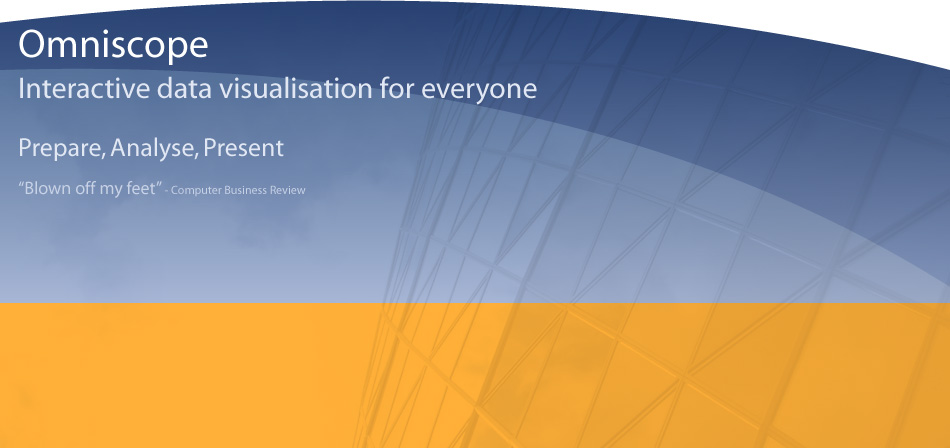 Omniscope
Interactive data visualisation for everyone
Prepare, Analyse, Present
“Blown off my feet” - Computer Business Review